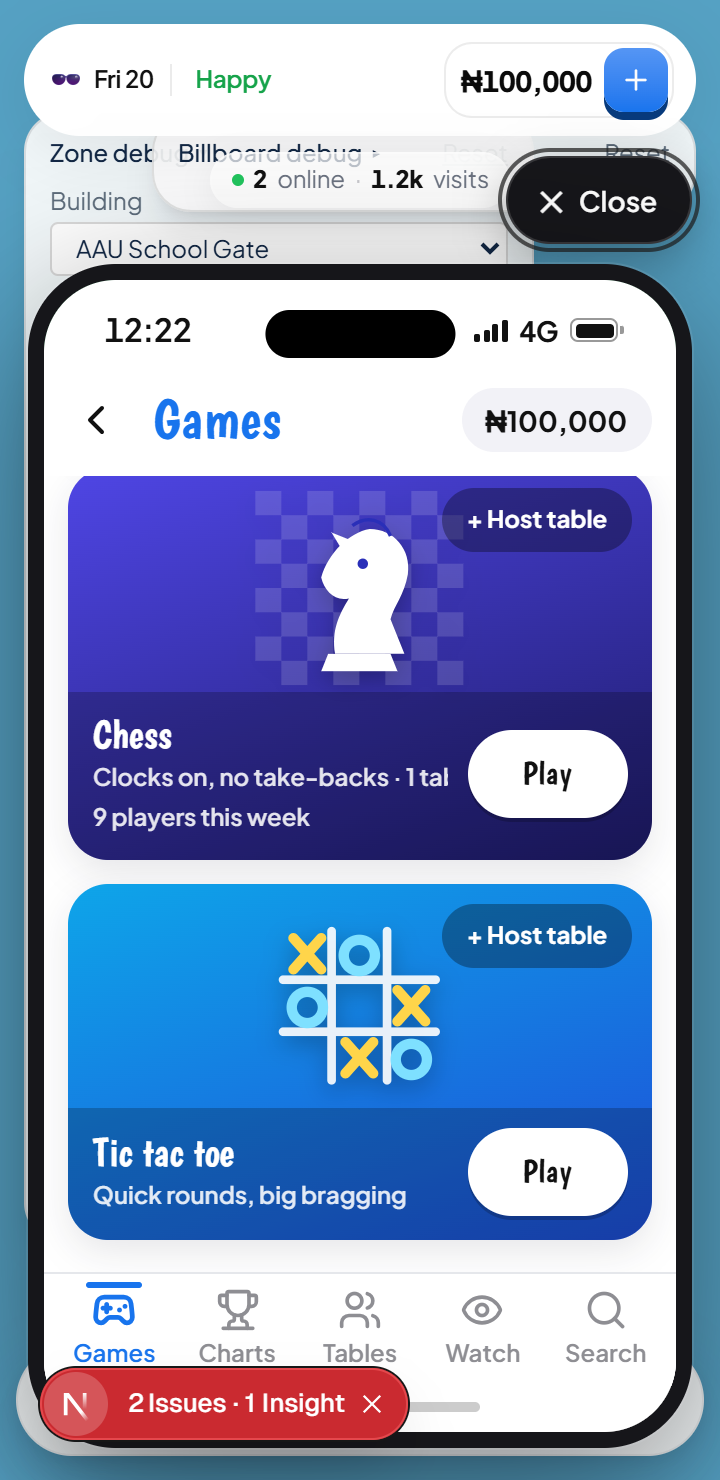 Fri 20
Happy
₦100,000
Zone debug
Billboard debug
Reset
Reset
2 online · 1.2k visits
Close
Building
AAU School Gate
12:22
4G
Games
₦100,000
+ Host table
Chess
Clocks on, no take-backs · 1
9 players this week
Play
+ Host table
Tic tac toe
Quick rounds, big bragging
Play
Games
Charts
Tables
Watch
Search
N
2 Issues · 1 Insight